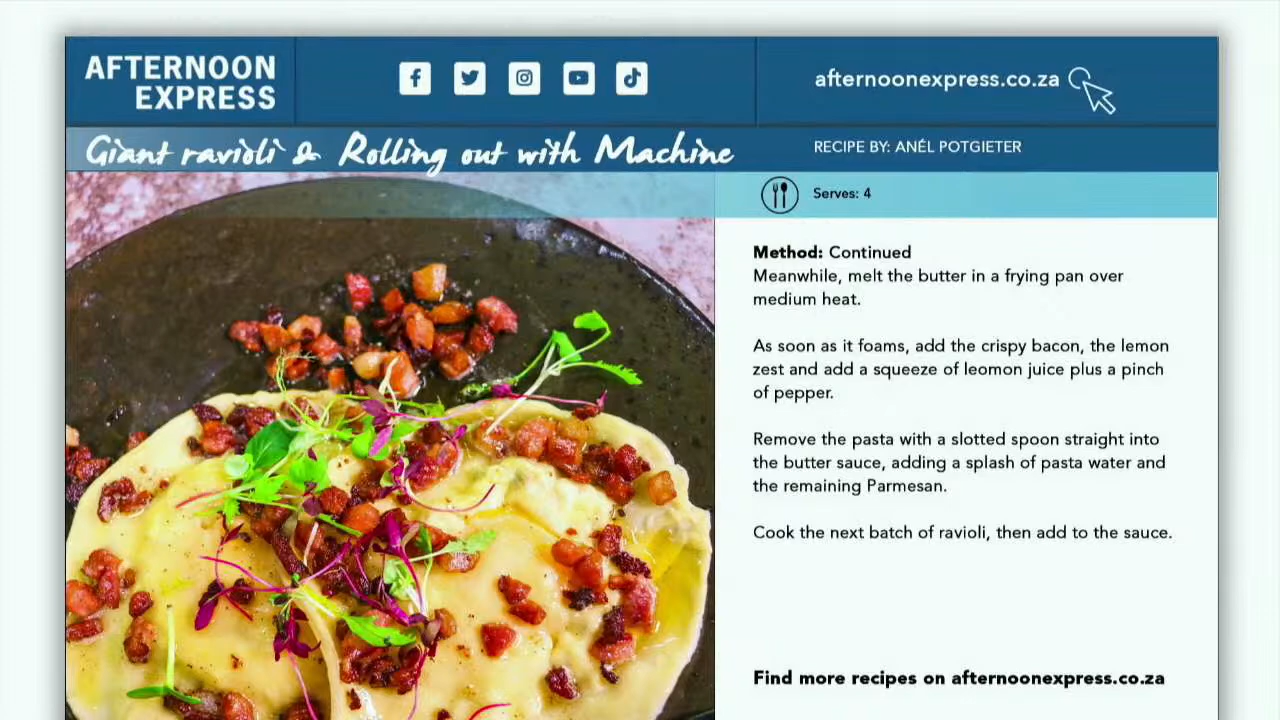 AFTERNOON
EXPRESS
afternoonexpress.co.za
Giant ravioli & Rolling out with Machine
RECIPE BY: ANÉL POTGIETER
Serves: 4
Method: Continued
Meanwhile, melt the butter in a frying pan over
medium heat.
As soon as it foams, add the crispy bacon, the lemon
zest and add a squeeze of leomon juice plus a pinch
of pepper.
Remove the pasta with a slotted spoon straight into
the butter sauce, adding a splash of pasta water and
the remaining Parmesan.
Cook the next batch of ravioli, then add to the sauce.
Find more recipes on afternoonexpress.co.za